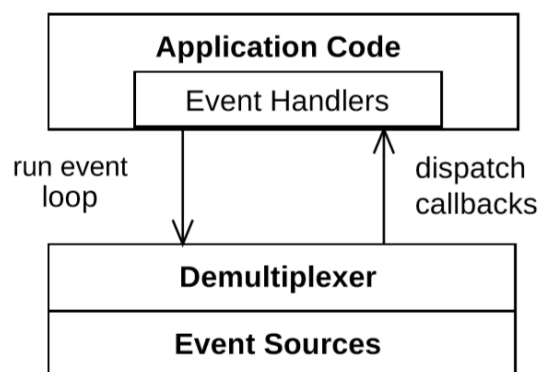 Application Code
Event Handlers
run event
loop
dispatch
callbacks
Demultiplexer
Event Sources